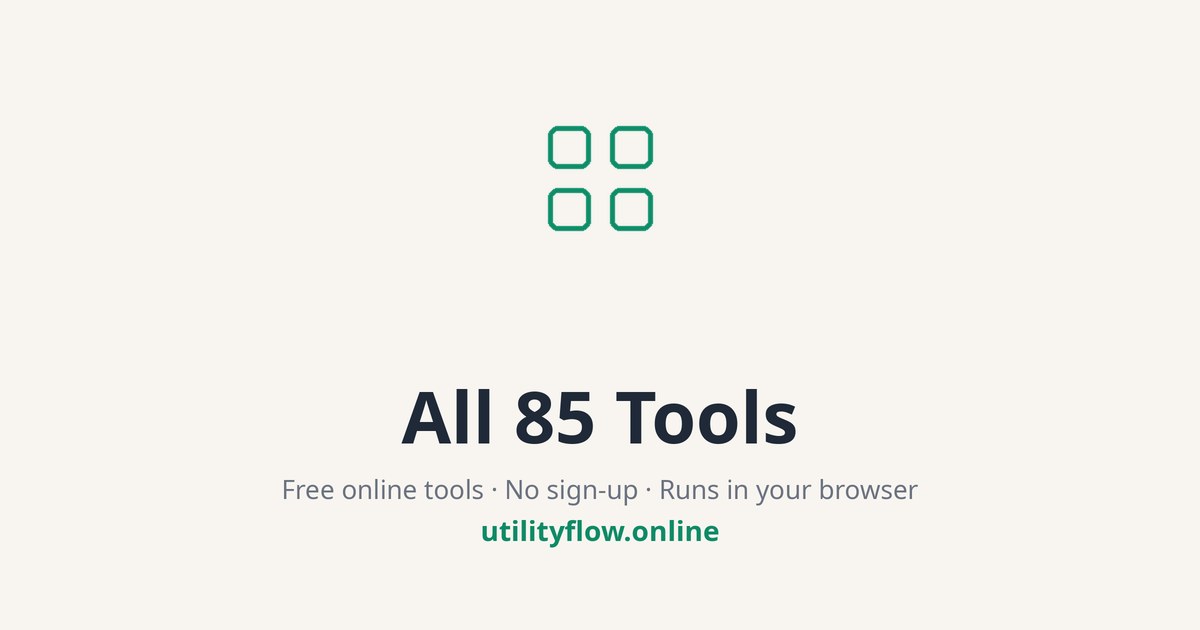 All 85 Tools
Free online tools · No sign-up · Runs in your browser
utilityflow.online